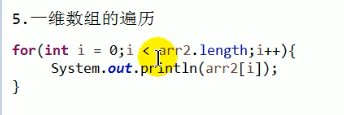 5.一维数组的遍历
for(int i = 0;i < arr2.length;i++){
System.out.println(arr2[i]);
}